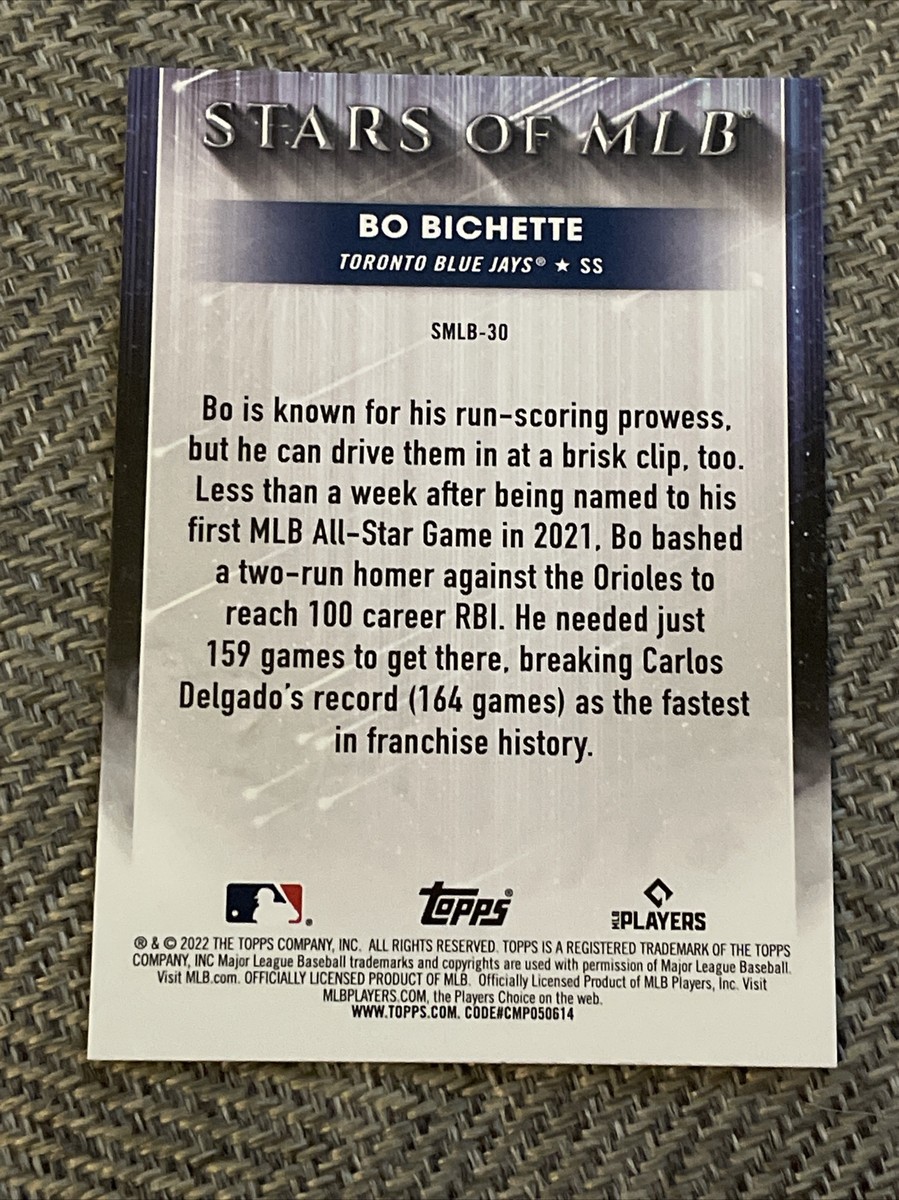 STARS OF MLB®
BO BICHETTE
TORONTO BLUE JAYS® ★ SS
SMLB-30
Bo is known for his run-scoring prowess,
but he can drive them in at a brisk clip, too.
Less than a week after being named to his
first MLB All-Star Game in 2021, Bo bashed
a two-run homer against the Orioles to
reach 100 career RBI. He needed just
159 games to get there, breaking Carlos
Delgado's record (164 games) as the fastest
in franchise history.
Topps®
MLB PLAYERS
® & © 2022 THE TOPPS COMPANY, INC. ALL RIGHTS RESERVED. TOPPS IS A REGISTERED TRADEMARK OF THE TOPPS
COMPANY, INC Major League Baseball trademarks and copyrights are used with permission of Major League Baseball.
Visit MLB.com. OFFICIALLY LICENSED PRODUCT OF MLB. Officially Licensed Product of MLB Players, Inc. Visit
MLBPLAYERS.COM, the Players Choice on the web.
WWW.TOPPS.COM. CODE#CMP050614